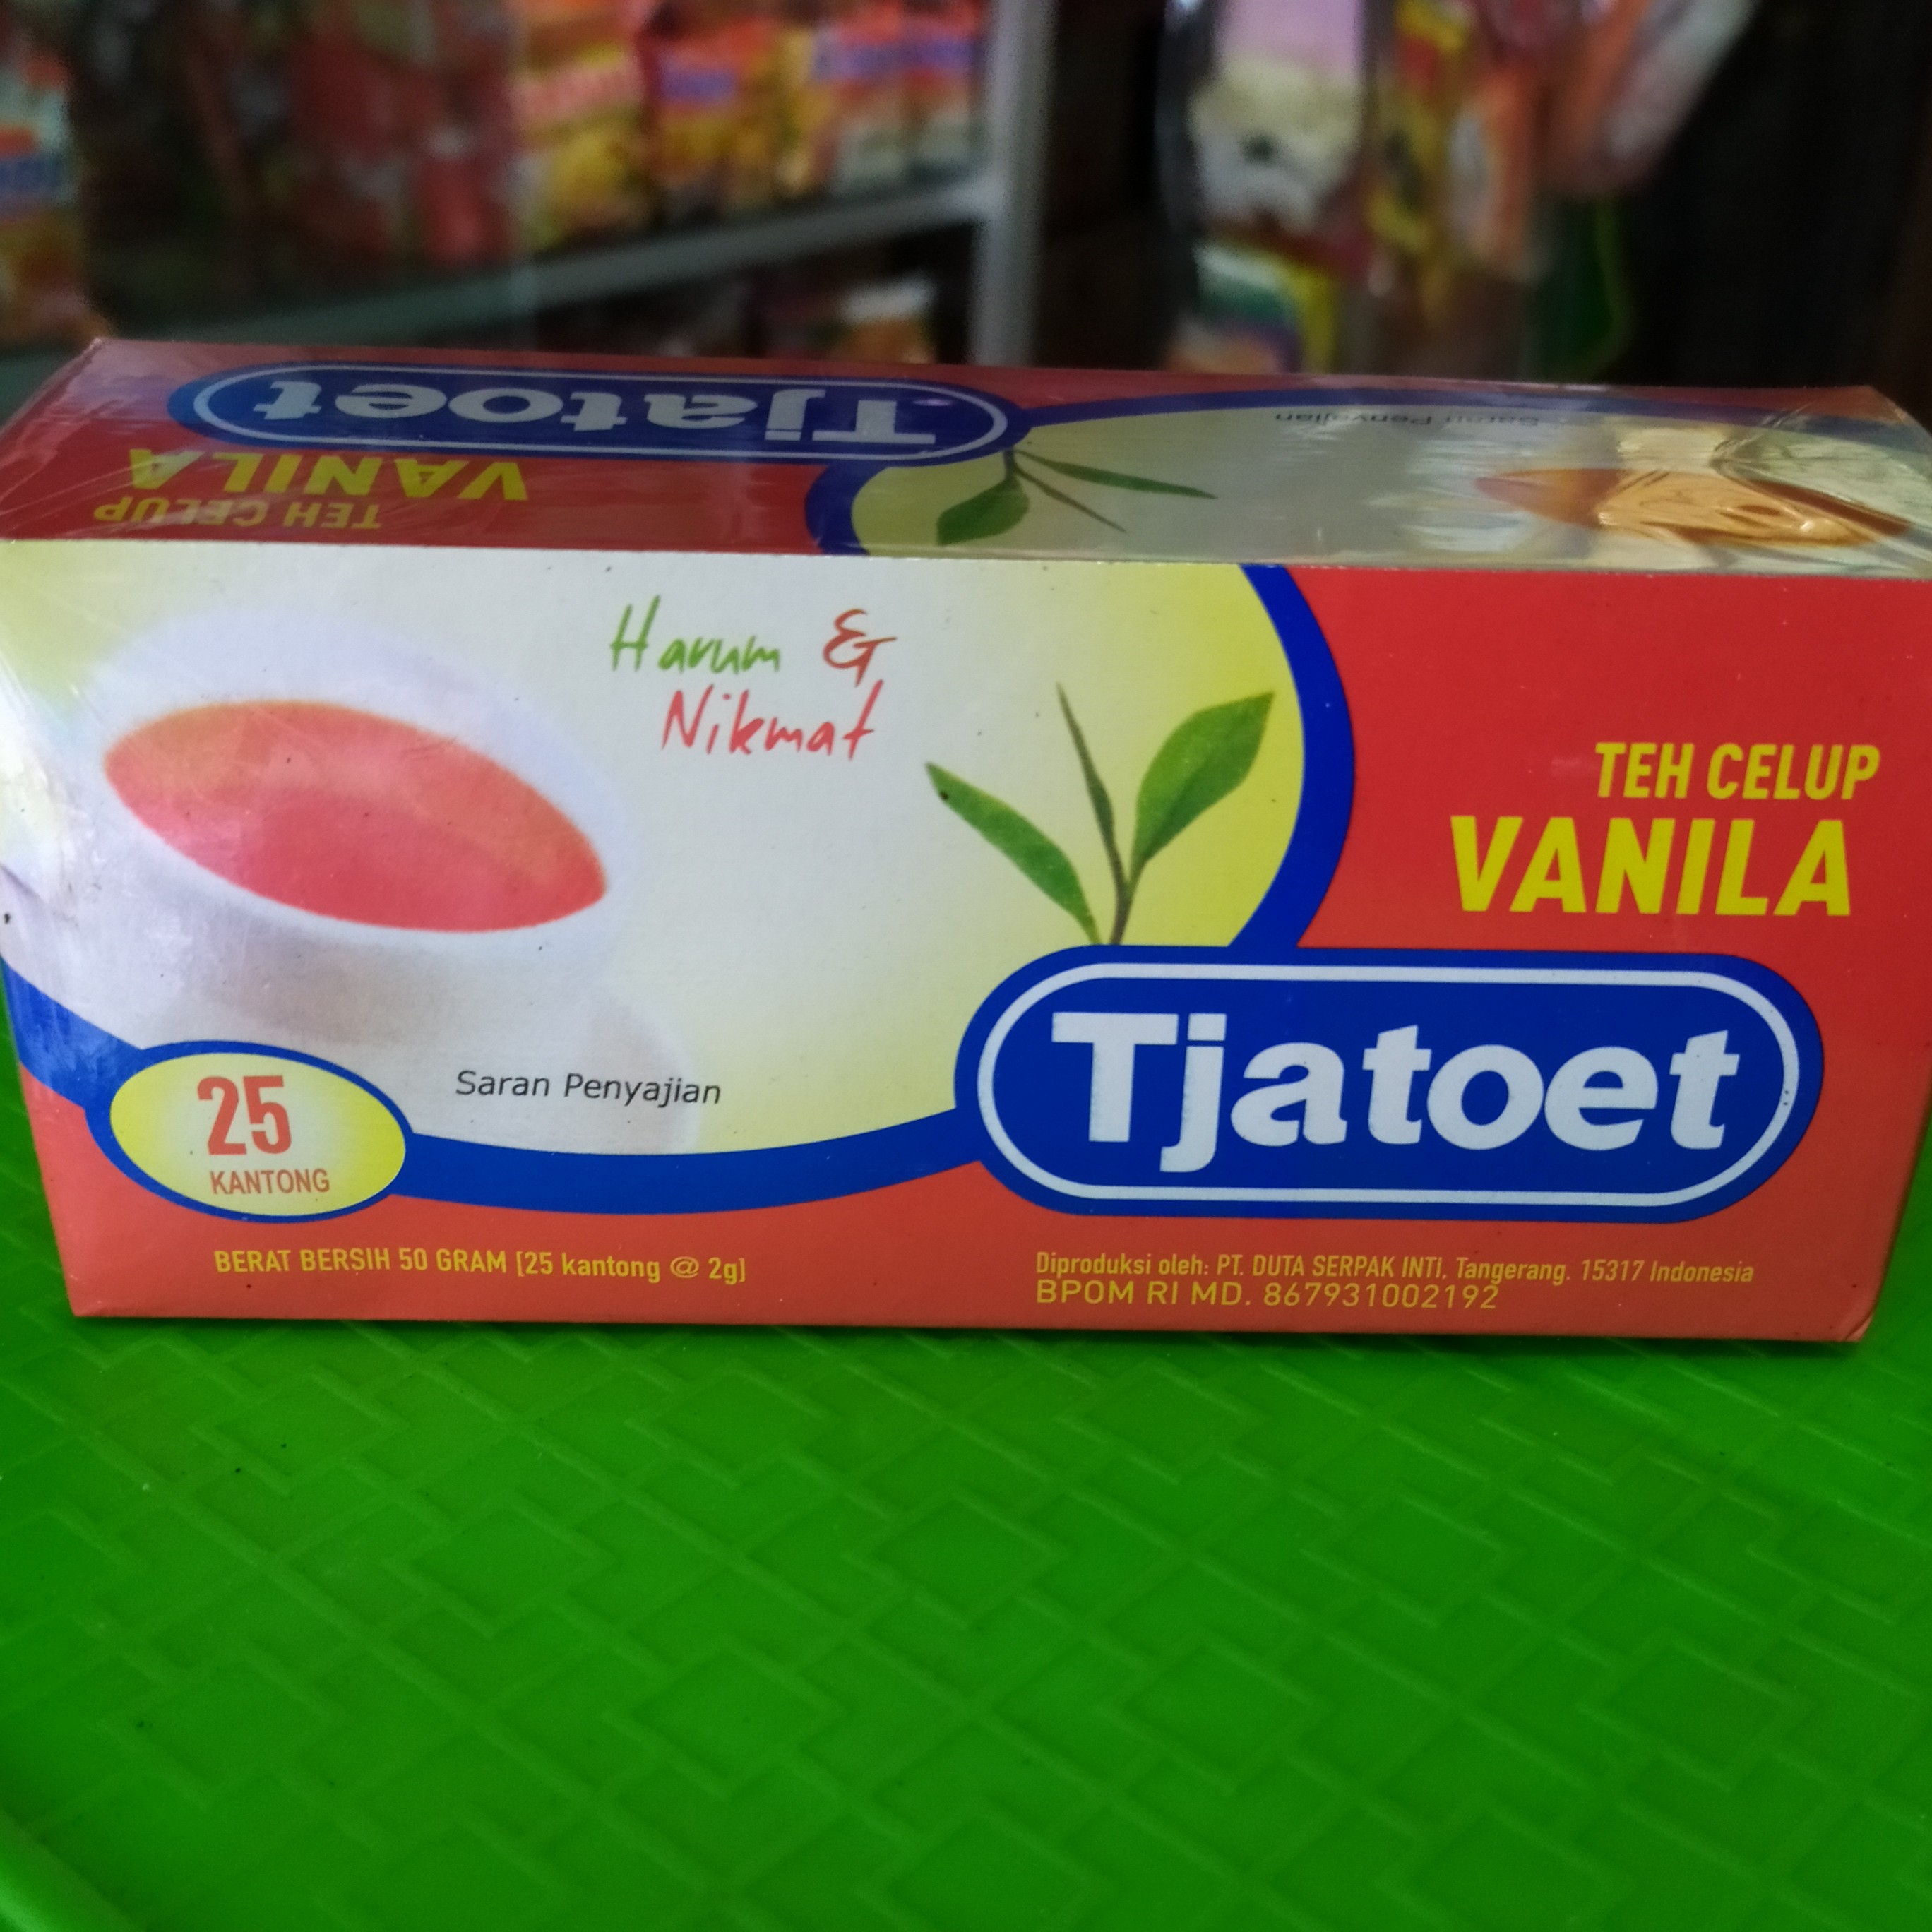 Tjatoet
VANILA
TEH CELUP
Saran Penyajian
Harum &
Nikmat
TEH CELUP
VANILA
Tjatoet
25
KANTONG
Saran Penyajian
BERAT BERSIH 50 GRAM [25 kantong @ 2g]
Diproduksi oleh: PT. DUTA SERPAK INTI, Tangerang. 15317 Indonesia
BPOM RI MD. 867931002192